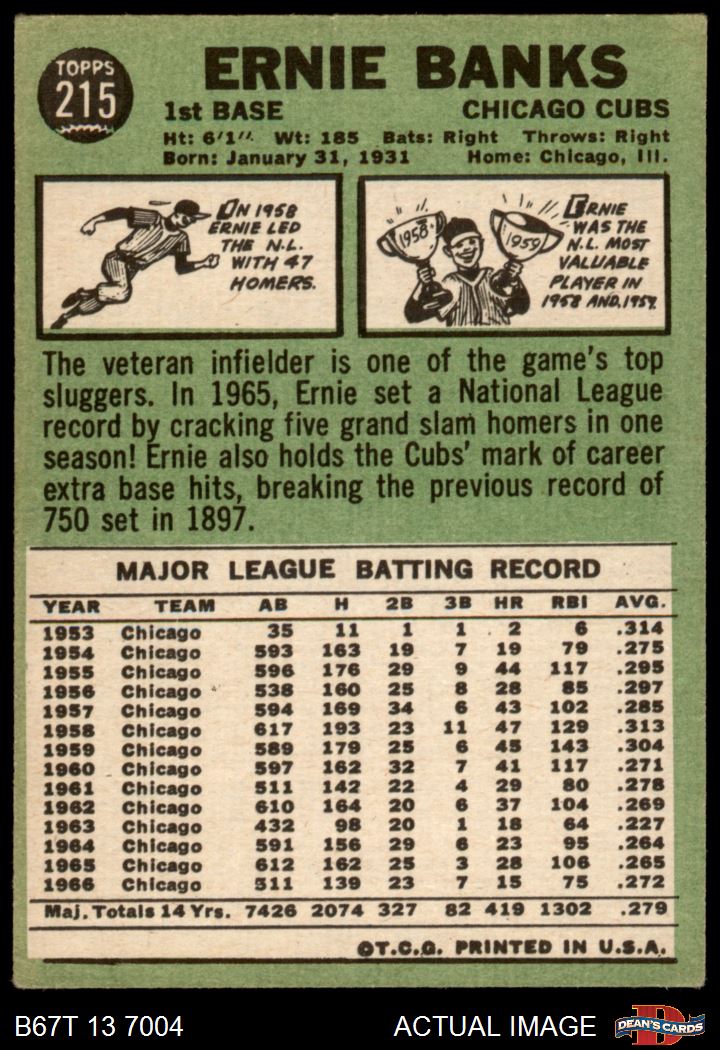 TOPPS
215
ERNIE BANKS
1st BASE CHICAGO CUBS
Ht: 6'1" Wt: 185 Bats: Right Throws: Right
Born: January 31, 1931 Home: Chicago, Ill.
IN 1958
ERNIE LED
THE N.L.
WITH 47
HOMERS.
1958
1959
ERNIE
WAS THE
N.L. MOST
VALUABLE
PLAYER IN
1958 AND, 1959.
The veteran infielder is one of the game's top
sluggers. In 1965, Ernie set a National League
record by cracking five grand slam homers in one
season! Ernie also holds the Cubs' mark of career
extra base hits, breaking the previous record of
750 set in 1897.
MAJOR LEAGUE BATTING RECORD
YEAR TEAM AB H 2B 3B HR RBI AVG.
1953 Chicago 35 11 1 1 2 6 .314
1954 Chicago 593 163 19 7 19 79 .275
1955 Chicago 596 176 29 9 44 117 .295
1956 Chicago 538 160 25 8 28 85 .297
1957 Chicago 594 169 34 6 43 102 .285
1958 Chicago 617 193 23 11 47 129 .313
1959 Chicago 589 179 25 6 45 143 .304
1960 Chicago 597 162 32 7 41 117 .271
1961 Chicago 511 142 22 4 29 80 .278
1962 Chicago 610 164 20 6 37 104 .269
1963 Chicago 432 98 20 1 18 64 .227
1964 Chicago 591 156 29 6 23 95 .264
1965 Chicago 612 162 25 3 28 106 .265
1966 Chicago 511 139 23 7 15 75 .272
Maj. Totals 14 Yrs. 7426 2074 327 82 419 1302 .279
©T.C.G. PRINTED IN U.S.A.
B67T 13 7004 ACTUAL IMAGE
D
DEAN'S CARDS